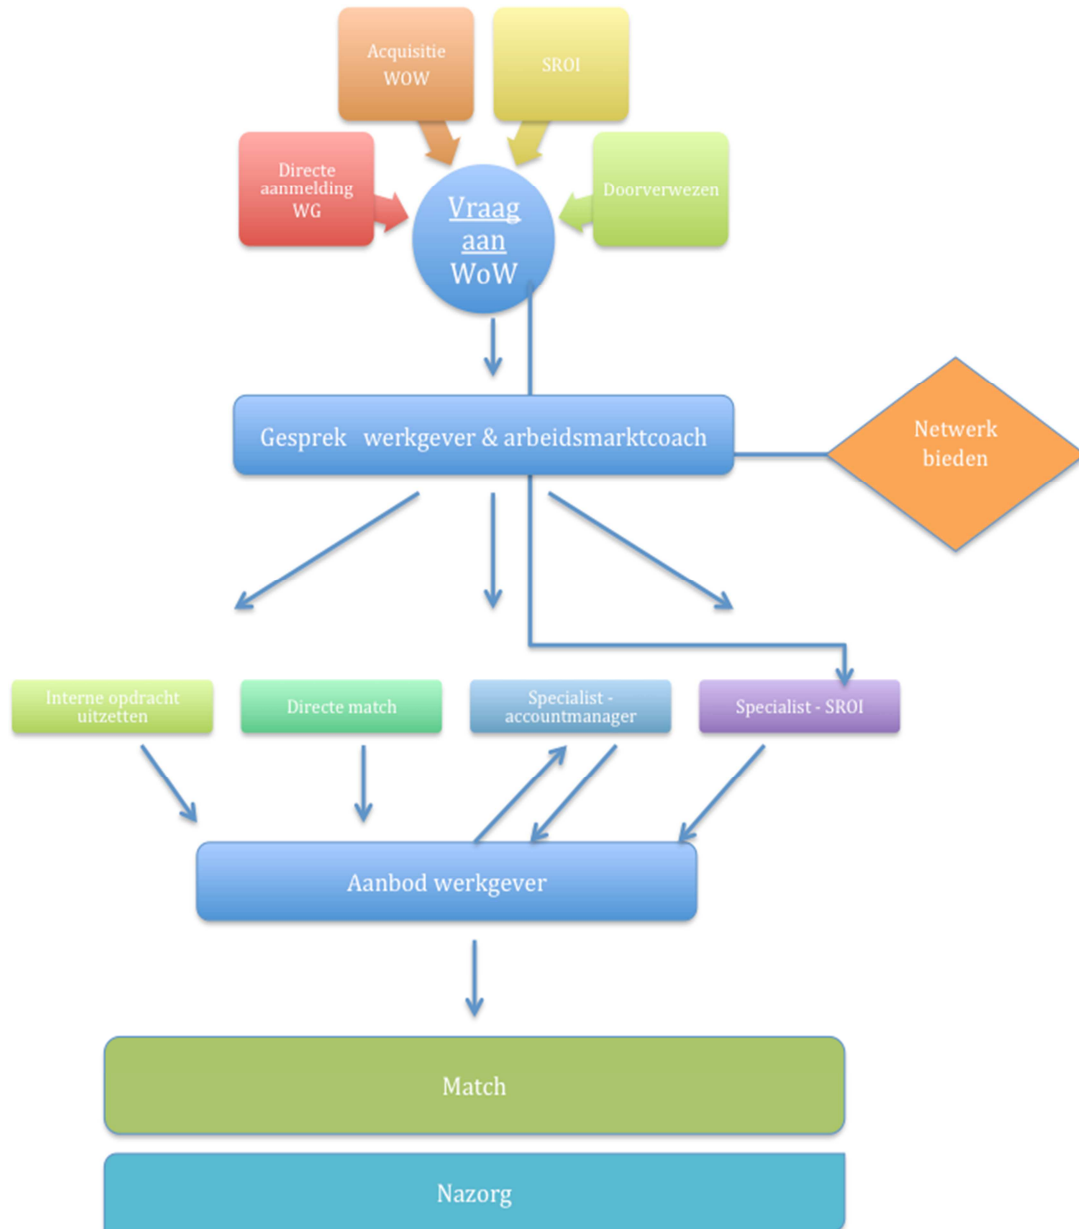 Acquisitie
WOW
SROI
Directe
aanmelding
WG
Doorverwezen
Vraag
aan
WoW
Gesprek werkgever & arbeidsmarktcoach
Netwerk
bieden
Interne opdracht
uitzetten
Directe match
Specialist -
accountmanager
Specialist - SROI
Aanbod werkgever
Match
Nazorg